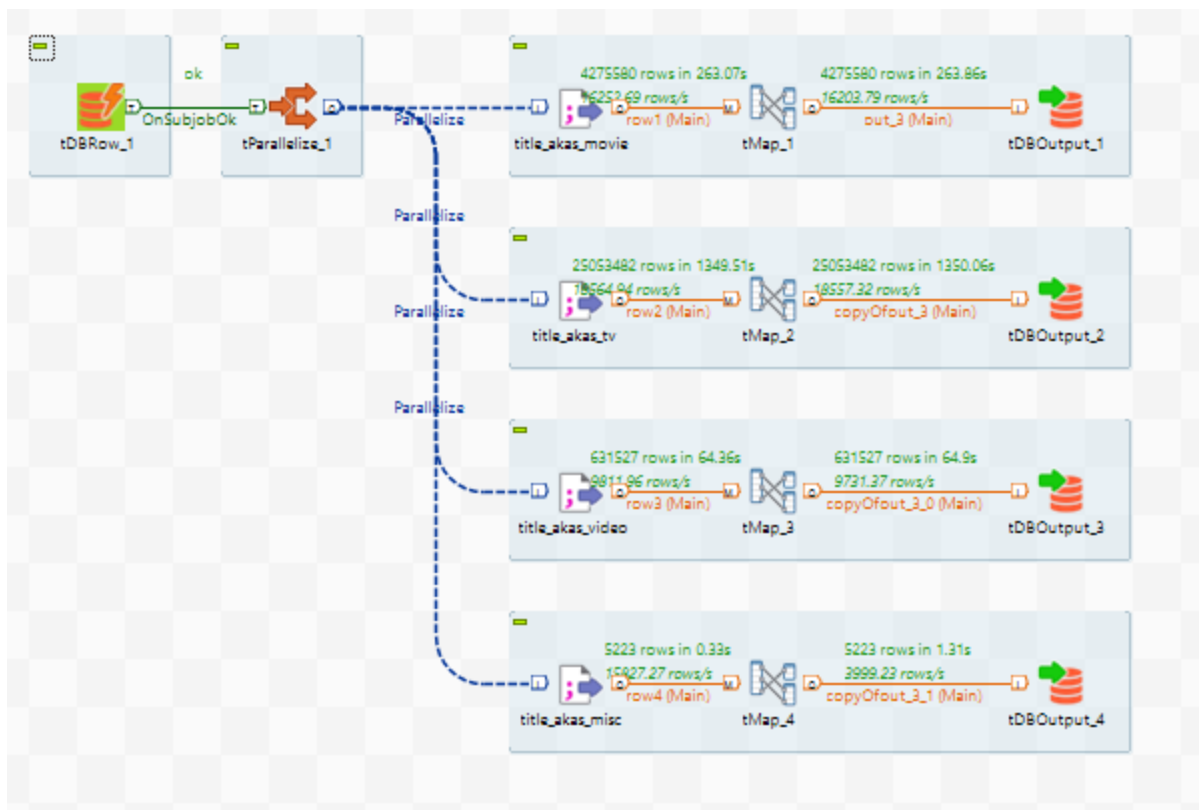 ok
OnSubjobOk
tDBRow_1
tParallelize_1
Parallelize
4275580 rows in 263.07s
16252.69 rows/s
row1 (Main)
4275580 rows in 263.86s
16203.79 rows/s
out_3 (Main)
title_akas_movie
tMap_1
tDBOutput_1
Parallelize
25053482 rows in 1349.51s
18564.94 rows/s
row2 (Main)
25053482 rows in 1350.06s
18557.32 rows/s
copyOfout_3 (Main)
Parallelize
title_akas_tv
tMap_2
tDBOutput_2
Parallelize
631527 rows in 64.36s
9811.96 rows/s
row3 (Main)
631527 rows in 64.9s
9731.37 rows/s
copyOfout_3_0 (Main)
title_akas_video
tMap_3
tDBOutput_3
5223 rows in 0.33s
15827.27 rows/s
row4 (Main)
5223 rows in 1.31s
3999.23 rows/s
copyOfout_3_1 (Main)
title_akas_misc
tMap_4
tDBOutput_4